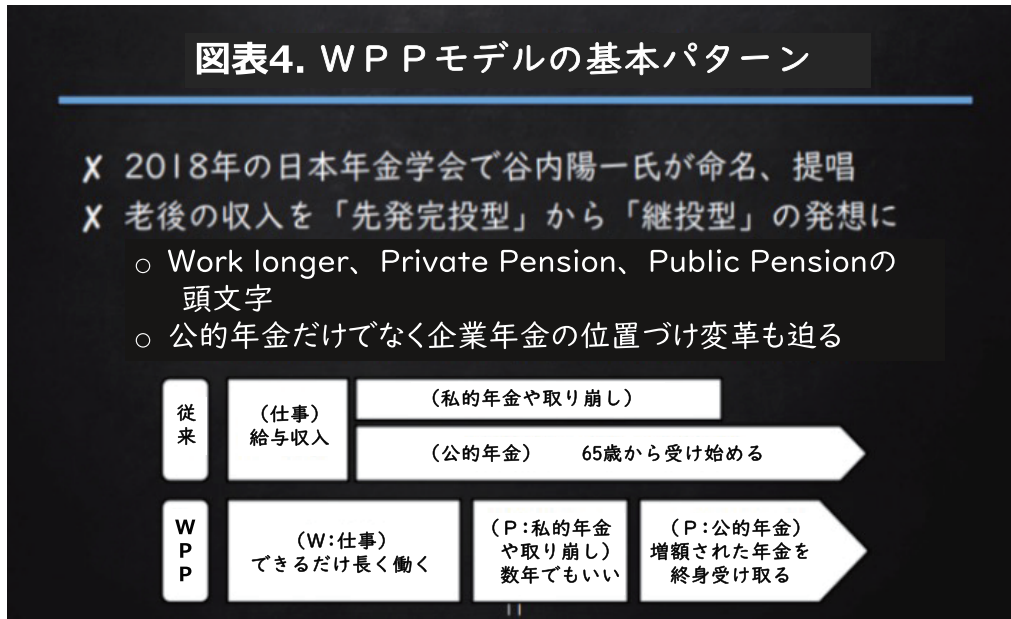 図表4. WPPモデルの基本パターン
✗ 2018年の日本年金学会で谷内陽一氏が命名、提唱
✗ 老後の収入を「先発完投型」から「継投型」の発想に
○ Work longer、Private Pension、Public Pensionの
頭文字
○ 公的年金だけでなく企業年金の位置づけ変革も迫る
従来
(仕事)
給与収入
(私的年金や取り崩し)
(公的年金) 65歳から受け始める
WPP
(W:仕事)
できるだけ長く働く
(P:私的年金
や取り崩し)
数年でもいい
(P:公的年金)
増額された年金を
終身受け取る
11